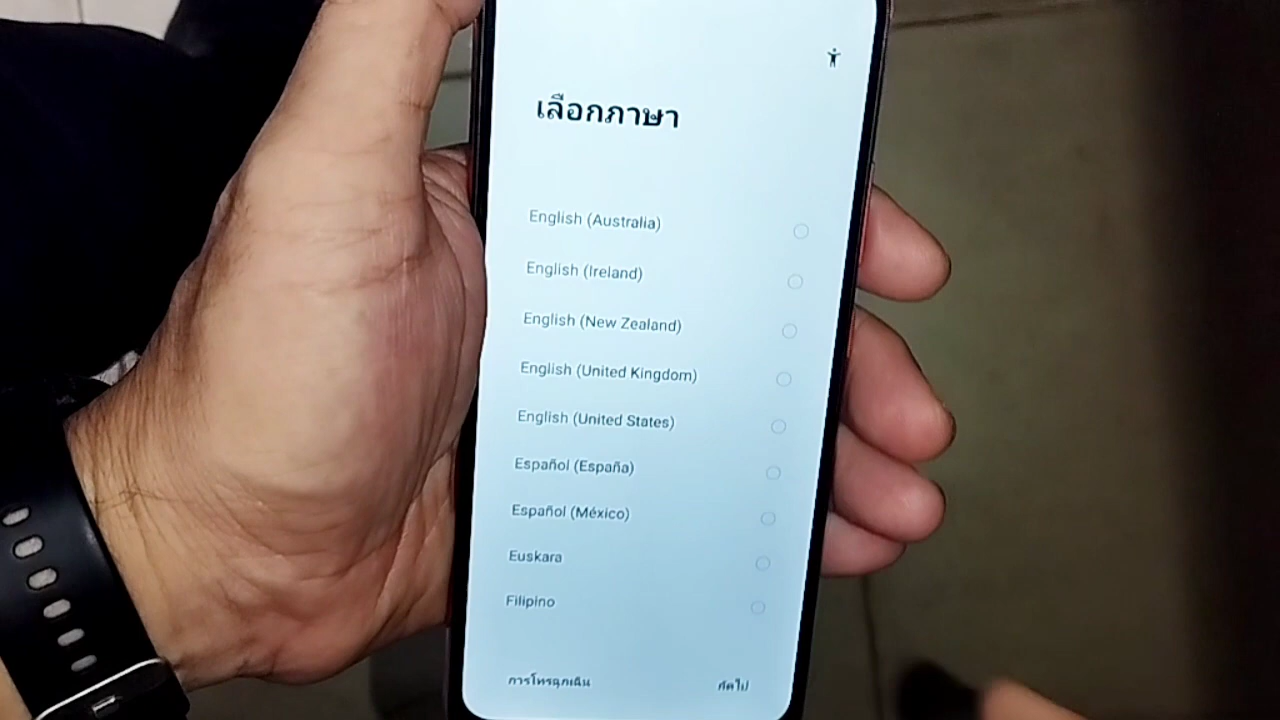 เลือกภาษา
English (Australia)
English (Ireland)
English (New Zealand)
English (United Kingdom)
English (United States)
Español (España)
Español (México)
Euskara
Filipino
การโทรฉุกเฉิน
ถัดไป